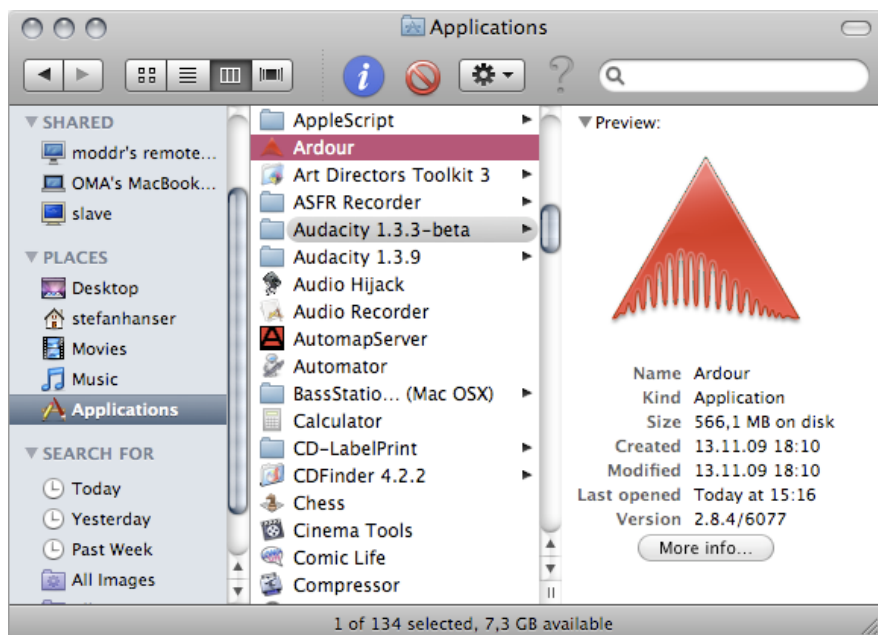 Applications
SHARED
moddr's remote...
OMA's MacBook...
slave
PLACES
Desktop
stefanhanser
Movies
Music
Applications
SEARCH FOR
Today
Yesterday
Past Week
All Images
AppleScript
Ardour
Art Directors Toolkit 3
ASFR Recorder
Audacity 1.3.3-beta
Audacity 1.3.9
Audio Hijack
Audio Recorder
AutomapServer
Automator
BassStatio... (Mac OSX)
Calculator
CD-LabelPrint
CDFinder 4.2.2
Chess
Cinema Tools
Comic Life
Compressor
Preview:
Name Ardour
Kind Application
Size 566,1 MB on disk
Created 13.11.09 18:10
Modified 13.11.09 18:10
Last opened Today at 15:16
Version 2.8.4/6077
More info...
1 of 134 selected, 7,3 GB available